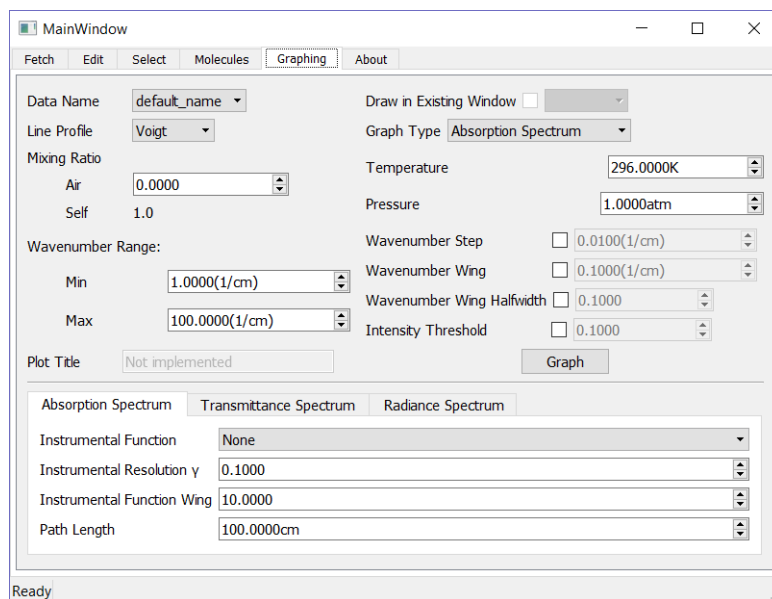 MainWindow
Fetch Edit Select Molecules Graphing About
Data Name default_name
Draw in Existing Window
Line Profile Voigt
Graph Type Absorption Spectrum
Mixing Ratio
Air 0.0000
Self 1.0
Temperature 296.0000K
Pressure 1.0000atm
Wavenumber Range:
Min 1.0000(1/cm)
Max 100.0000(1/cm)
Wavenumber Step 0.0100(1/cm)
Wavenumber Wing 0.1000(1/cm)
Wavenumber Wing Halfwidth 0.1000
Intensity Threshold 0.1000
Plot Title Not implemented
Graph
Absorption Spectrum Transmittance Spectrum Radiance Spectrum
Instrumental Function None
Instrumental Resolution γ 0.1000
Instrumental Function Wing 10.0000
Path Length 100.0000cm
Ready